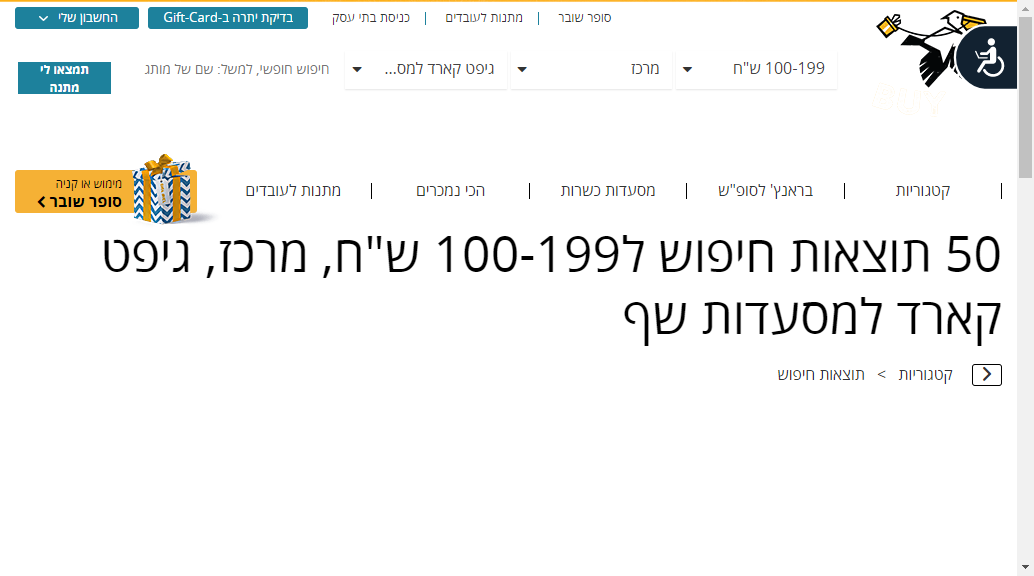 סופר שובר
מתנות לעובדים
כניסת בתי עסק
בדיקת יתרה ב-Gift-Card
החשבון שלי
100-199 ש"ח
מרכז
גיפט קארד למס...
חיפוש חופשי, למשל: שם של מותג
תמצאו לי
מתנה
קטגוריות
בראנץ' לסופ"ש
מסעדות כשרות
הכי נמכרים
מתנות לעובדים
מימוש או קניה
סופר שובר
50 תוצאות חיפוש ל100-199 ש"ח, מרכז, גיפט
קארד למסעדות שף
קטגוריות > תוצאות חיפוש